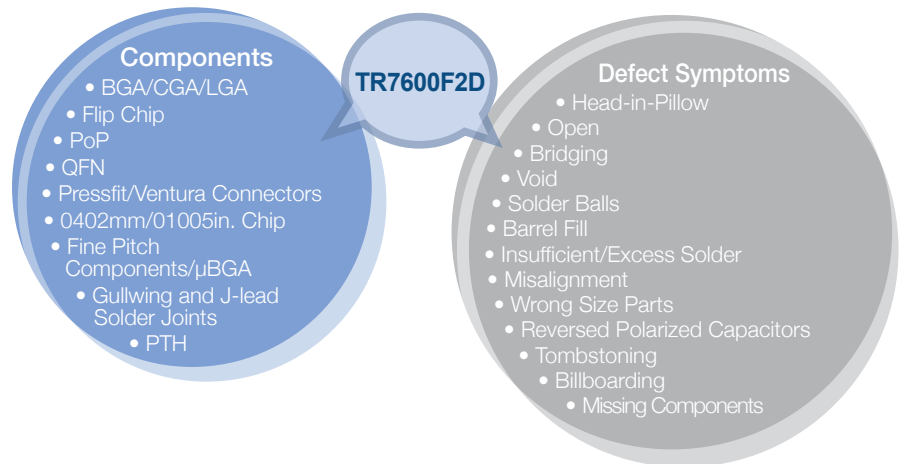 Components
• BGA/CGA/LGA
• Flip Chip
• PoP
• QFN
• Pressfit/Ventura Connectors
• 0402mm/01005in. Chip
• Fine Pitch
Components/µBGA
• Gullwing and J-lead
Solder Joints
• PTH
TR7600F2D
Defect Symptoms
• Head-in-Pillow
• Open
• Bridging
• Void
• Solder Balls
• Barrel Fill
• Insufficient/Excess Solder
• Misalignment
• Wrong Size Parts
• Reversed Polarized Capacitors
• Tombstoning
• Billboarding
• Missing Components